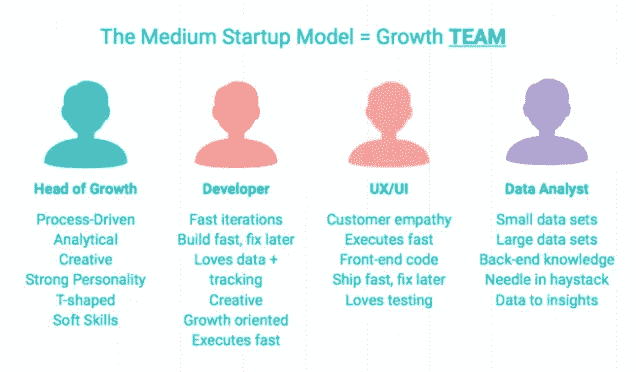 The Medium Startup Model = Growth TEAM
Head of Growth
Process-Driven
Analytical
Creative
Strong Personality
T-shaped
Soft Skills
Developer
Fast iterations
Build fast, fix later
Loves data +
tracking
Creative
Growth oriented
Executes fast
UX/UI
Customer empathy
Executes fast
Front-end code
Ship fast, fix later
Loves testing
Data Analyst
Small data sets
Large data sets
Back-end knowledge
Needle in haystack
Data to insights